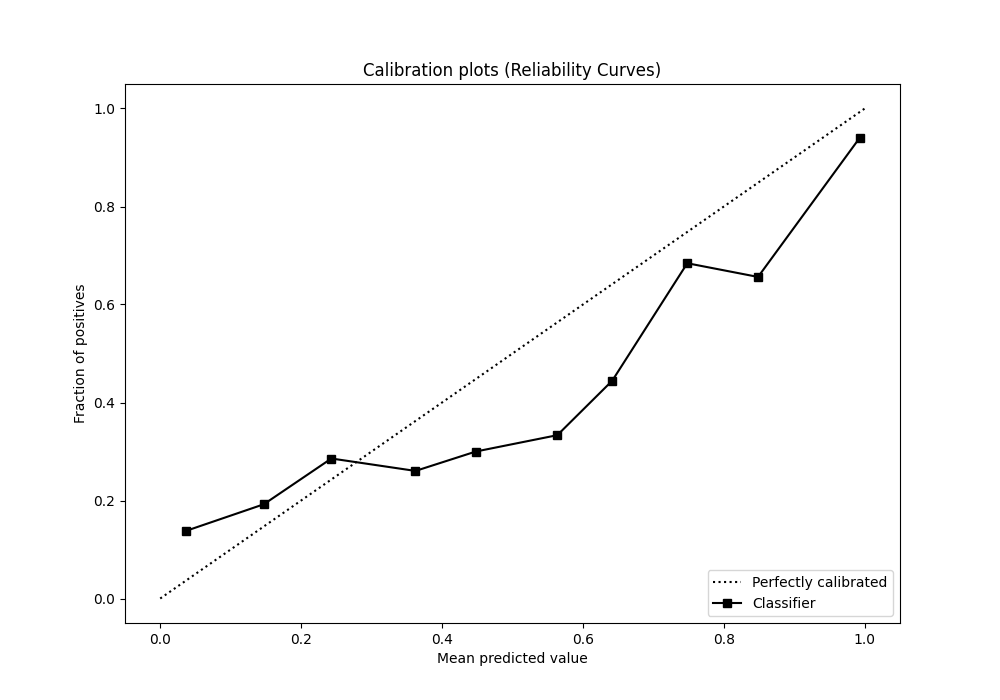 Calibration plots (Reliability Curves)
1.0
0.8
0.6
0.4
0.2
0.0
Fraction of positives
0.0 0.2 0.4 0.6 0.8 1.0
Mean predicted value
Perfectly calibrated
Classifier